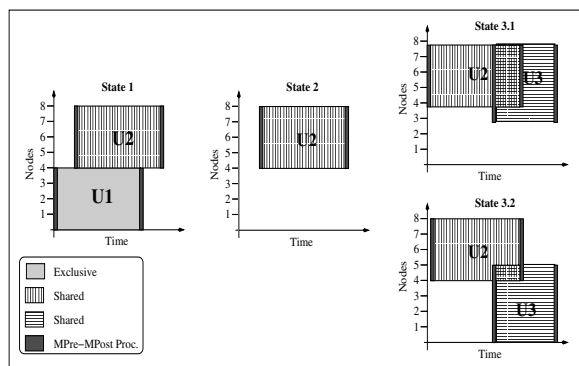 State 1
Nodes
8
7
6
5
4
3
2
1
U2
U1
Time
State 2
Nodes
8
7
6
5
4
3
2
1
U2
Time
State 3.1
Nodes
8
7
6
5
4
3
2
1
U2
U3
Time
State 3.2
Nodes
8
7
6
5
4
3
2
1
U2
U3
Time
Exclusive
Shared
Shared
MPre-MPost Proc.